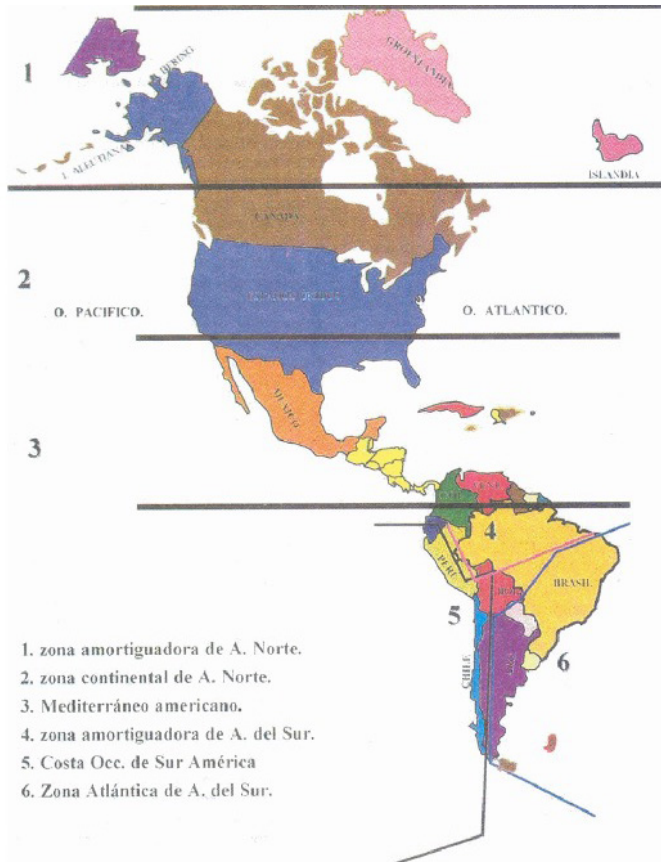 1
BERING
GROENLANDIA
I. ALEUTIANA
ISLANDIA
CANADA
2
ESTADOS UNIDOS
O. PACIFICO.
O. ATLANTICO.
MEXICO
3
4
PERU
BRASIL
5
CHILE
6
1. zona amortiguadora de A. Norte.
2. zona continental de A. Norte.
3. Mediterráneo americano.
4. zona amortiguadora de A. del Sur.
5. Costa Occ. de Sur América
6. Zona Atlántica de A. del Sur.